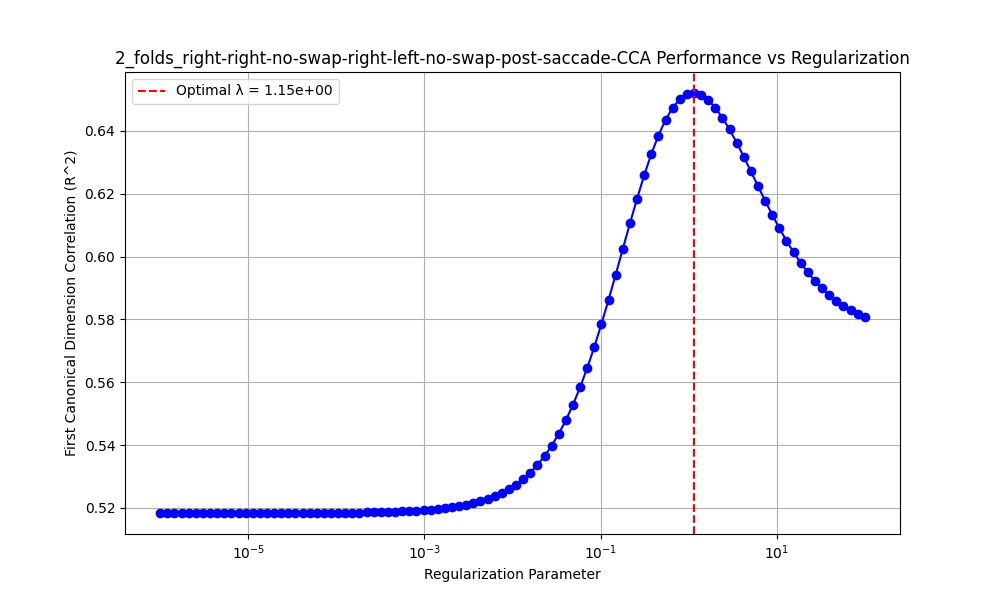 2_folds_right-right-no-swap-right-left-no-swap-post-saccade-CCA Performance vs Regularization
Optimal λ = 1.15e+00
First Canonical Dimension Correlation (R^2)
0.64
0.62
0.60
0.58
0.56
0.54
0.52
10⁻⁵
10⁻³
10⁻¹
10¹
Regularization Parameter